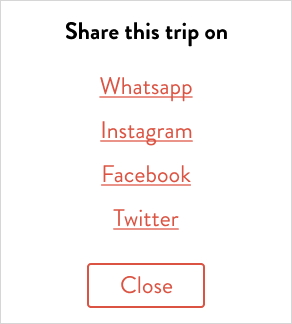 Share this trip on
Whatsapp
Instagram
Facebook
Twitter
Close